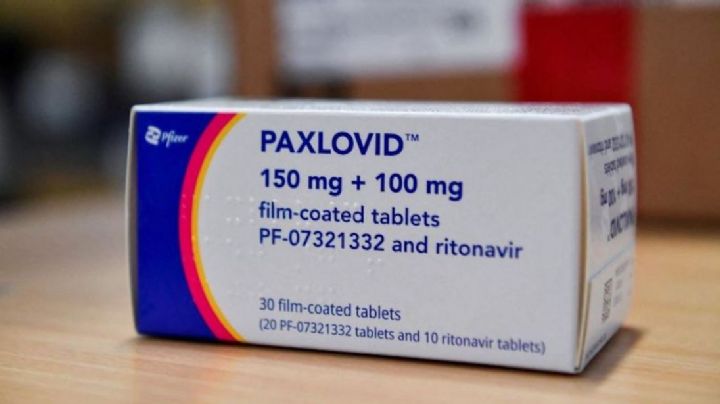 Pfizer
PAXLOVID™
150 mg + 100 mg
film-coated tablets
PF-07321332 and ritonavir
30 film-coated tablets
(20 PF-07321332 tablets and 10 ritonavir tablets)